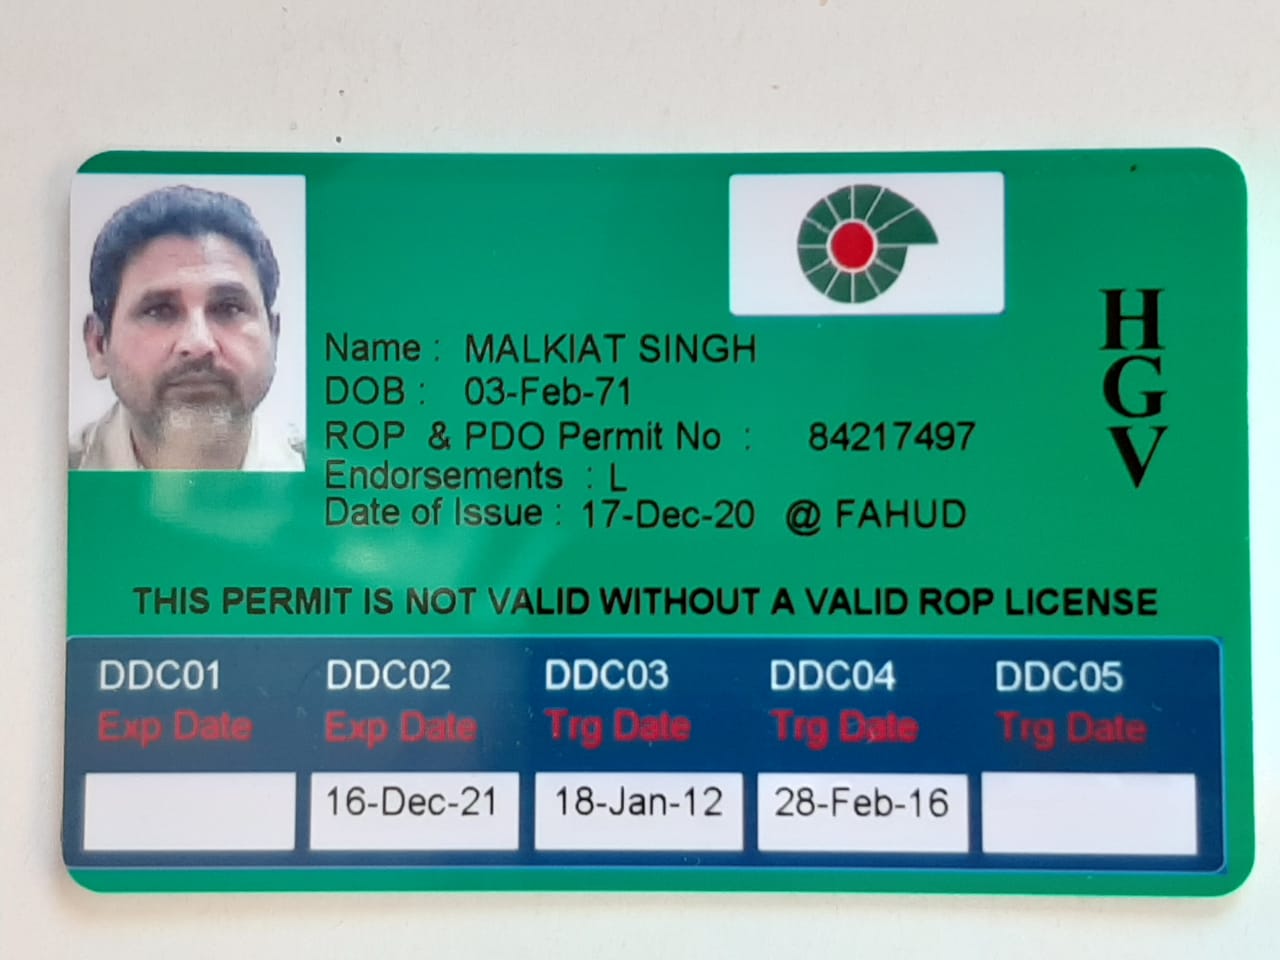 Name : MALKIAT SINGH
DOB : 03-Feb-71
ROP & PDO Permit No : 84217497
Endorsements : L
Date of Issue : 17-Dec-20 @ FAHUD
HGV
THIS PERMIT IS NOT VALID WITHOUT A VALID ROP LICENSE
DDC01 DDC02 DDC03 DDC04 DDC05
Exp Date Exp Date Trg Date Trg Date Trg Date
16-Dec-21 18-Jan-12 28-Feb-16